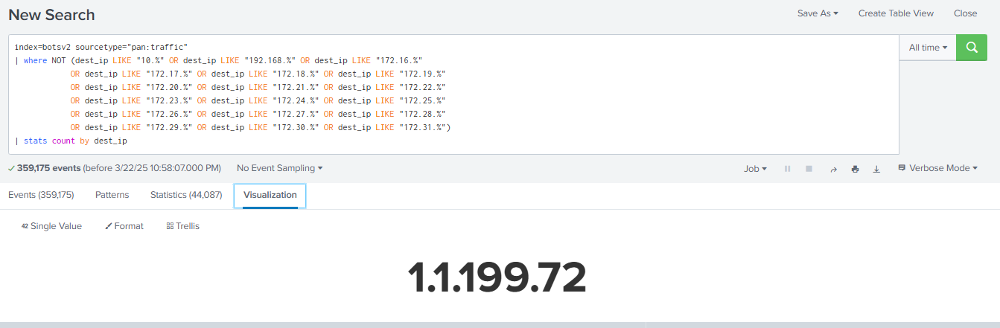 New Search
Save As Create Table View Close
index=botsv2 sourcetype="pan:traffic"
| where NOT (dest_ip LIKE "10.%" OR dest_ip LIKE "192.168.%" OR dest_ip LIKE "172.16.%"
OR dest_ip LIKE "172.17.%" OR dest_ip LIKE "172.18.%" OR dest_ip LIKE "172.19.%"
OR dest_ip LIKE "172.20.%" OR dest_ip LIKE "172.21.%" OR dest_ip LIKE "172.22.%"
OR dest_ip LIKE "172.23.%" OR dest_ip LIKE "172.24.%" OR dest_ip LIKE "172.25.%"
OR dest_ip LIKE "172.26.%" OR dest_ip LIKE "172.27.%" OR dest_ip LIKE "172.28.%"
OR dest_ip LIKE "172.29.%" OR dest_ip LIKE "172.30.%" OR dest_ip LIKE "172.31.%")
| stats count by dest_ip
All time
359,175 events (before 3/22/25 10:58:07.000 PM) No Event Sampling
Job Verbose Mode
Events (359,175) Patterns Statistics (44,087) Visualization
42 Single Value Format Trellis
1.1.199.72